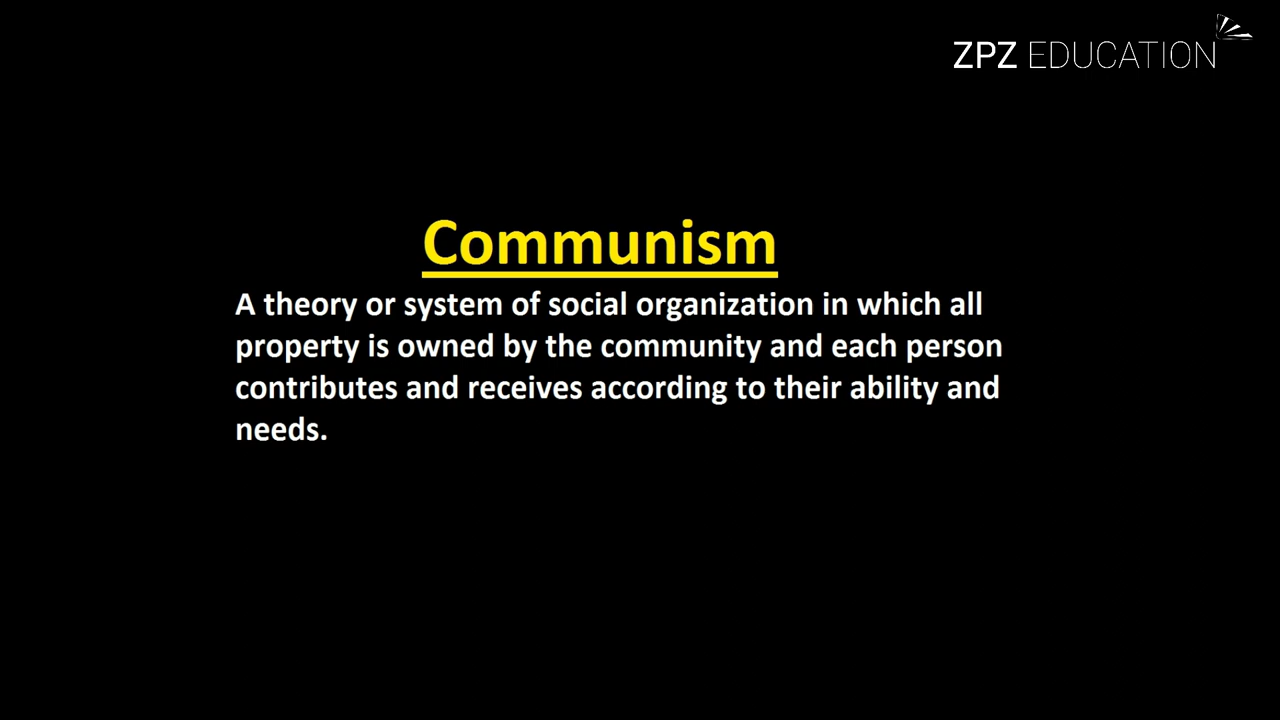 ZPZ EDUCATION
Communism
A theory or system of social organization in which all
property is owned by the community and each person
contributes and receives according to their ability and
needs.